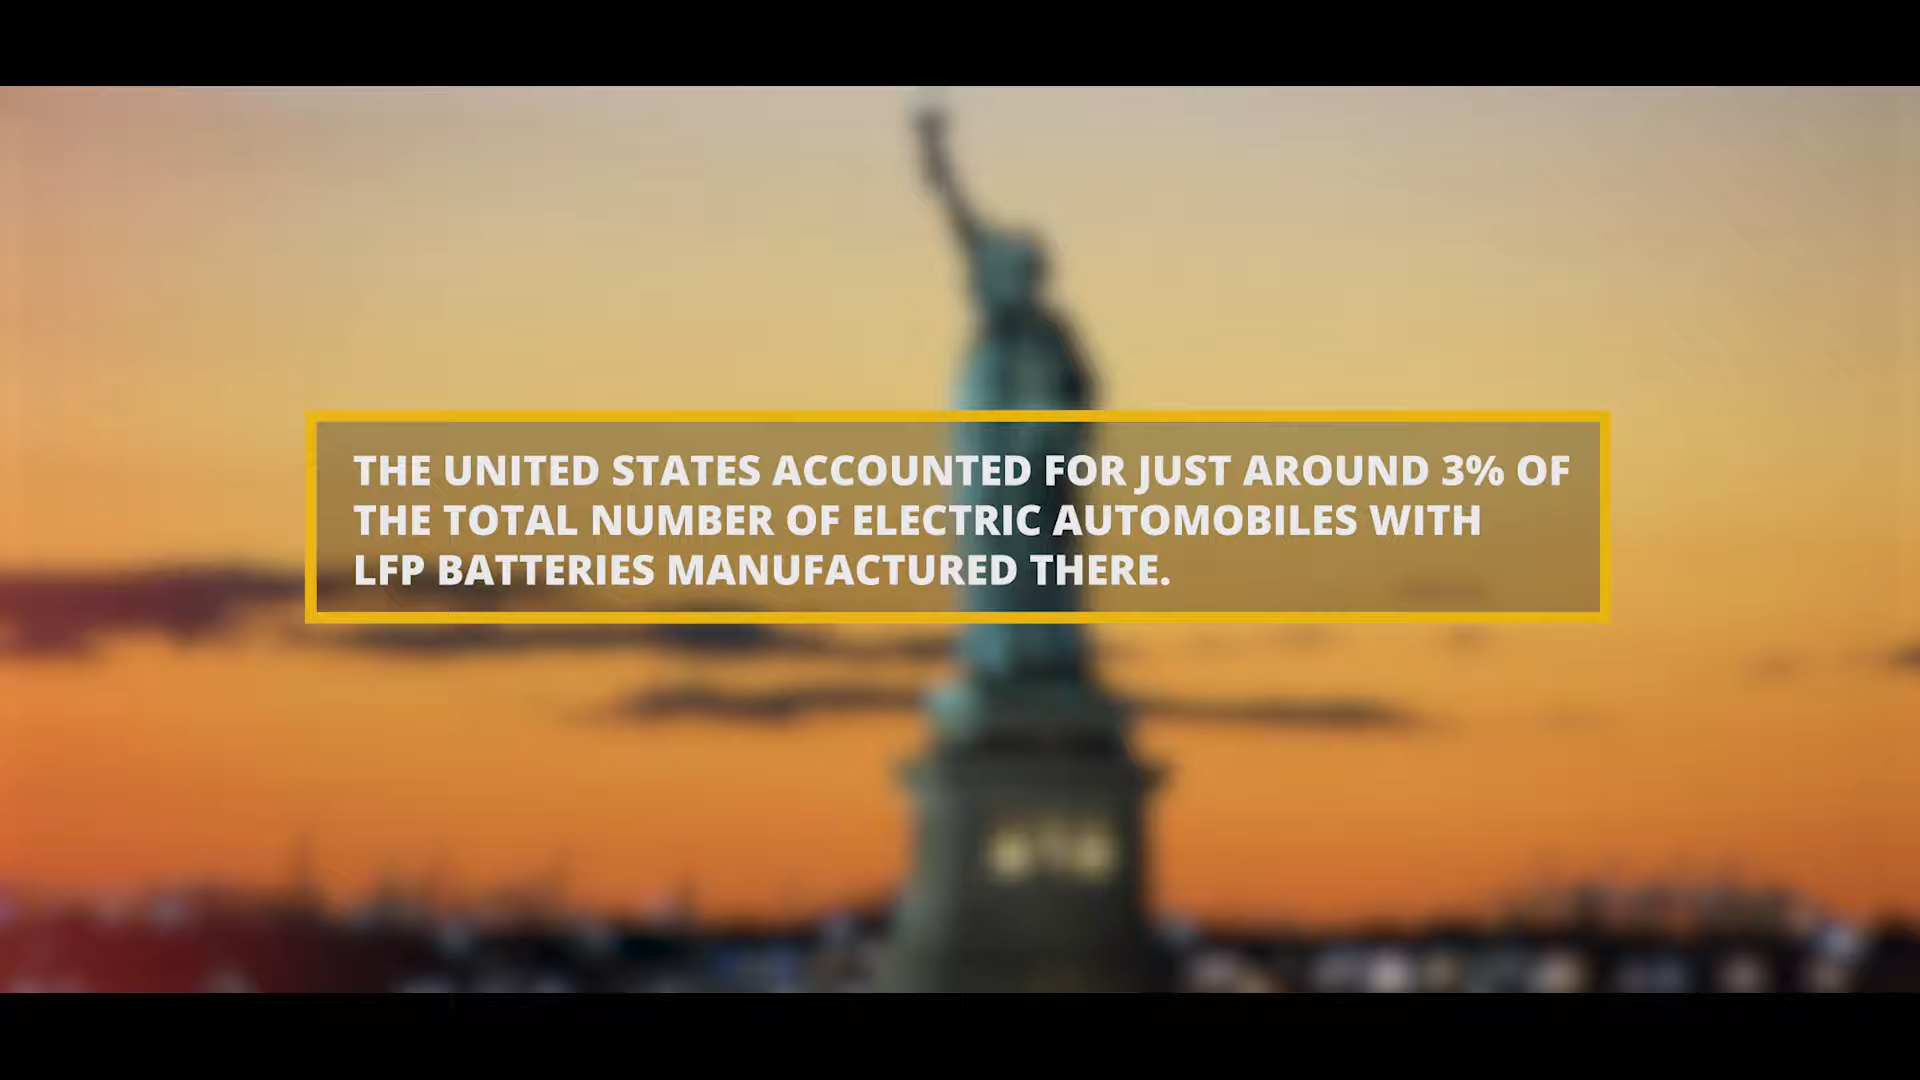 THE UNITED STATES ACCOUNTED FOR JUST AROUND 3% OF
THE TOTAL NUMBER OF ELECTRIC AUTOMOBILES WITH
LFP BATTERIES MANUFACTURED THERE.